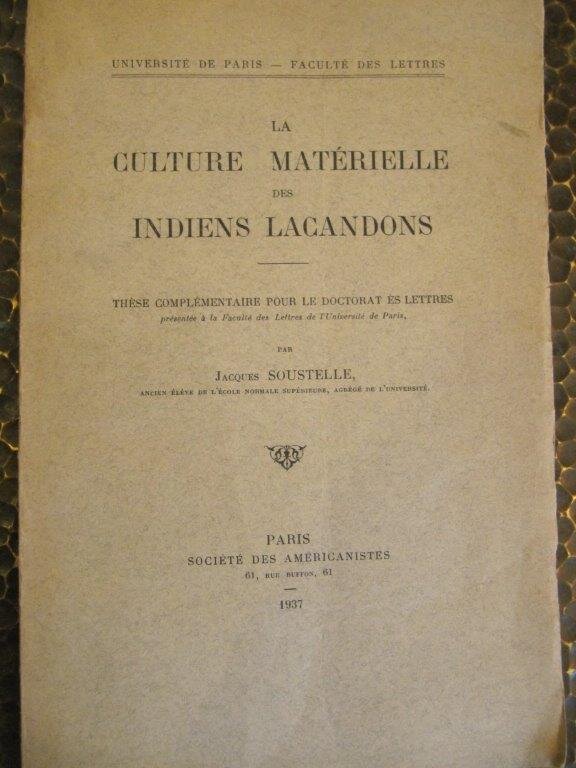 UNIVERSITÉ DE PARIS — FACULTÉ DES LETTRES
LA
CULTURE MATÉRIELLE
DES
INDIENS LACANDONS
THÈSE COMPLÉMENTAIRE POUR LE DOCTORAT ÈS LETTRES
présentée à la Faculté des Lettres de l'Université de Paris,
PAR
Jacques SOUSTELLE,
ANCIEN ÉLÈVE DE L'ÉCOLE NORMALE SUPÉRIEURE, AGRÉGÉ DE L'UNIVERSITÉ.
PARIS
SOCIÉTÉ DES AMÉRICANISTES
61, RUE BUFFON, 61
1937